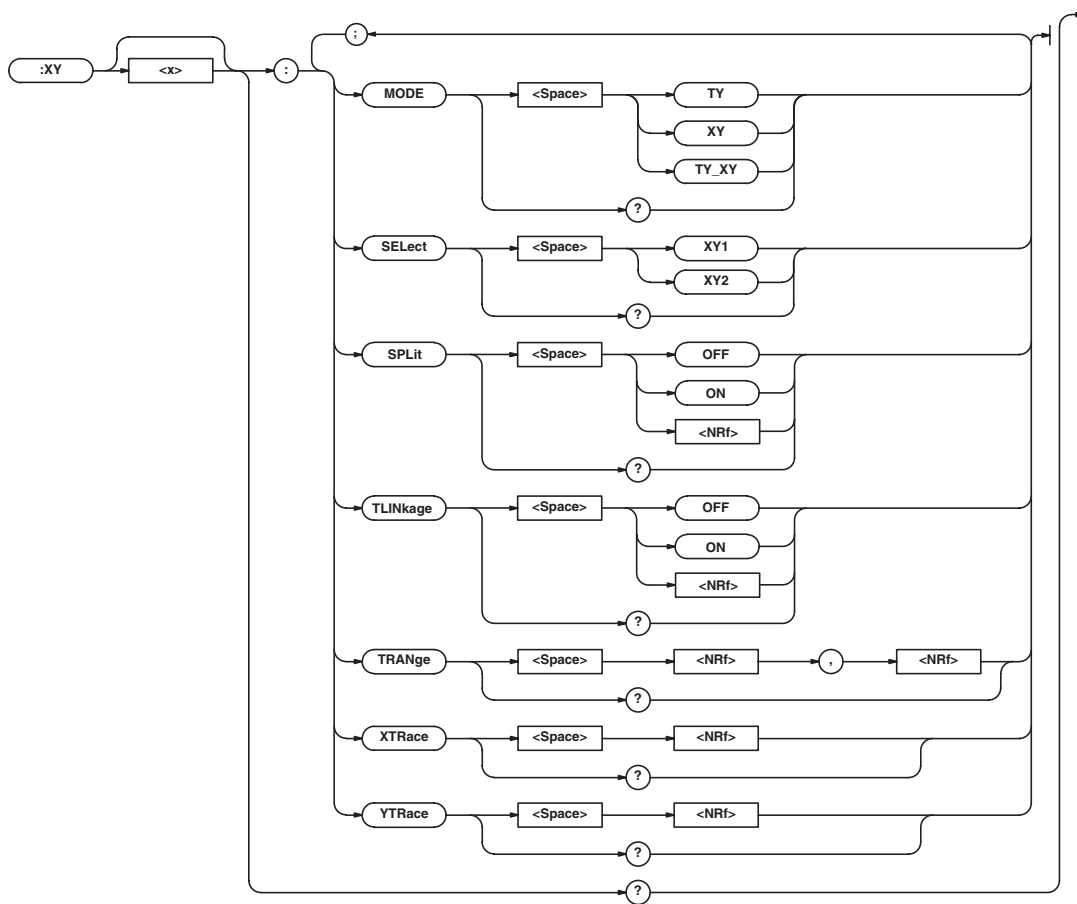 ;
:XY <x> :
MODE <Space> TY
XY
TY_XY
?
SELect <Space> XY1
XY2
?
SPLit <Space> OFF
ON
<NRf>
?
TLINkage <Space> OFF
ON
<NRf>
?
TRANge <Space> <NRf> , <NRf>
?
XTRace <Space> <NRf>
?
YTRace <Space> <NRf>
?
?